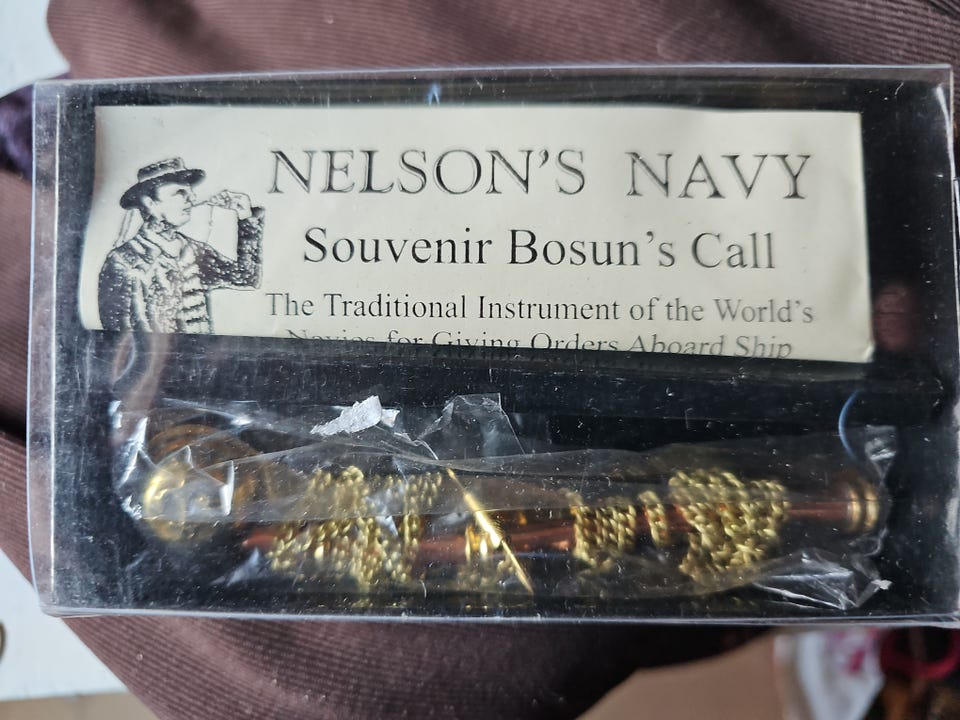 NELSON'S NAVY
Souvenir Bosun's Call
The Traditional Instrument of the World's
Navies for Giving Orders Aboard Ship